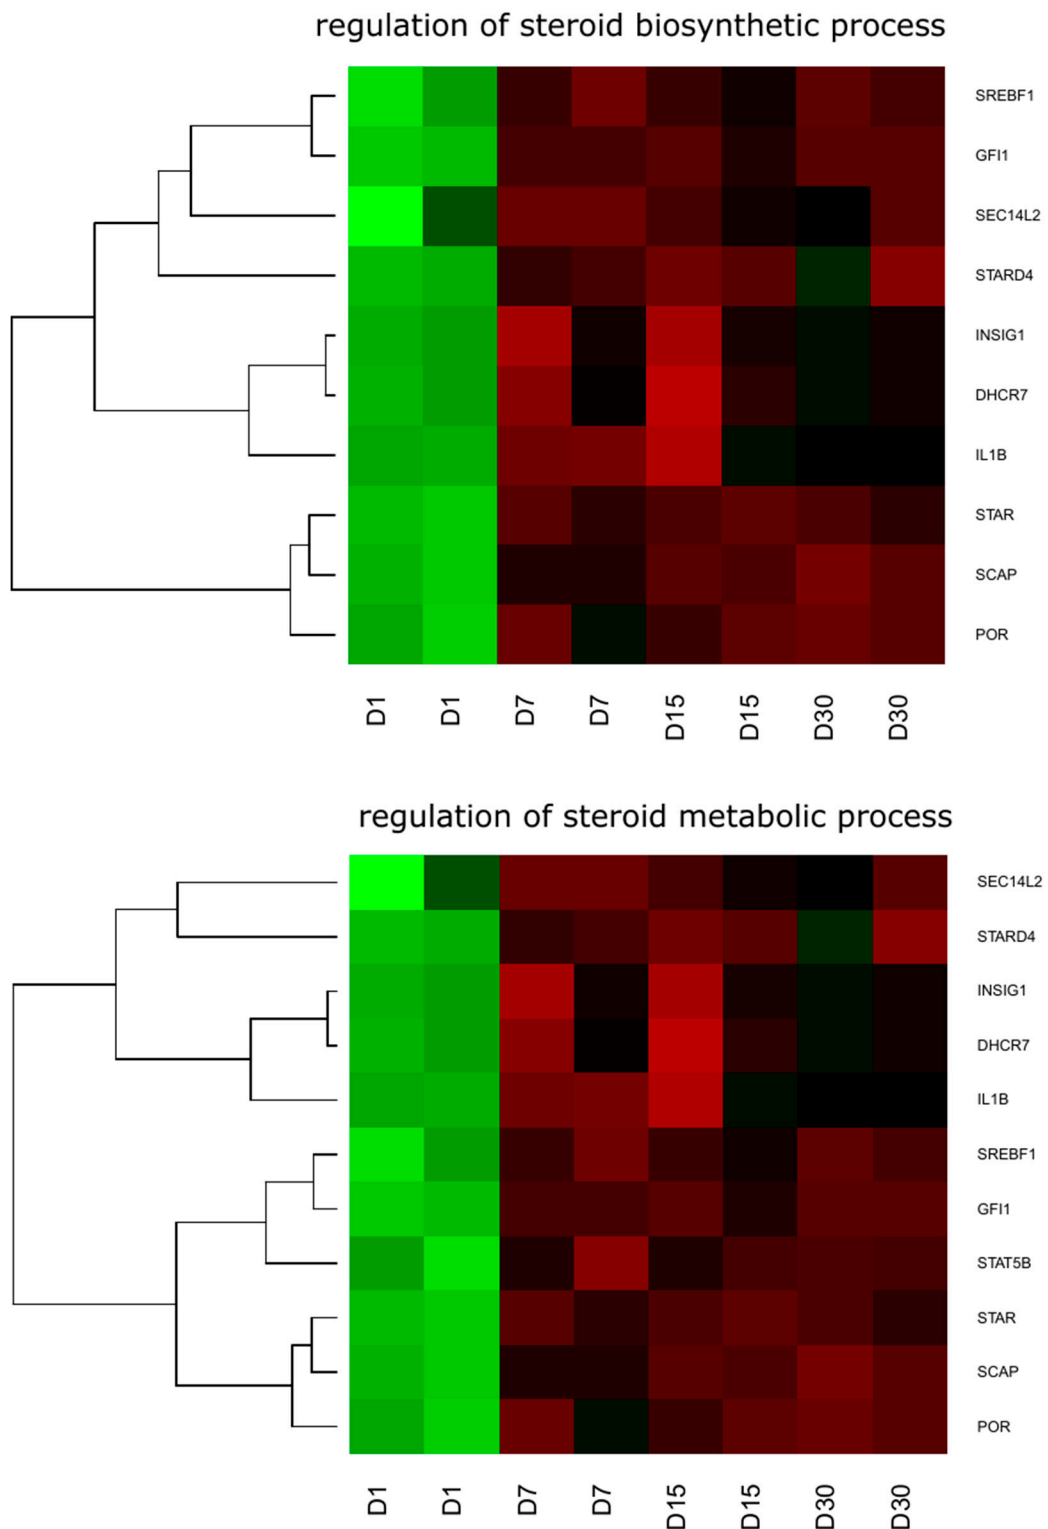 regulation of steroid biosynthetic process
SREBF1
GFI1
SEC14L2
STARD4
INSIG1
DHCR7
IL1B
STAR
SCAP
POR
D1 D1 D7 D7 D15 D15 D30 D30
regulation of steroid metabolic process
SEC14L2
STARD4
INSIG1
DHCR7
IL1B
SREBF1
GFI1
STAT5B
STAR
SCAP
POR
D1 D1 D7 D7 D15 D15 D30 D30